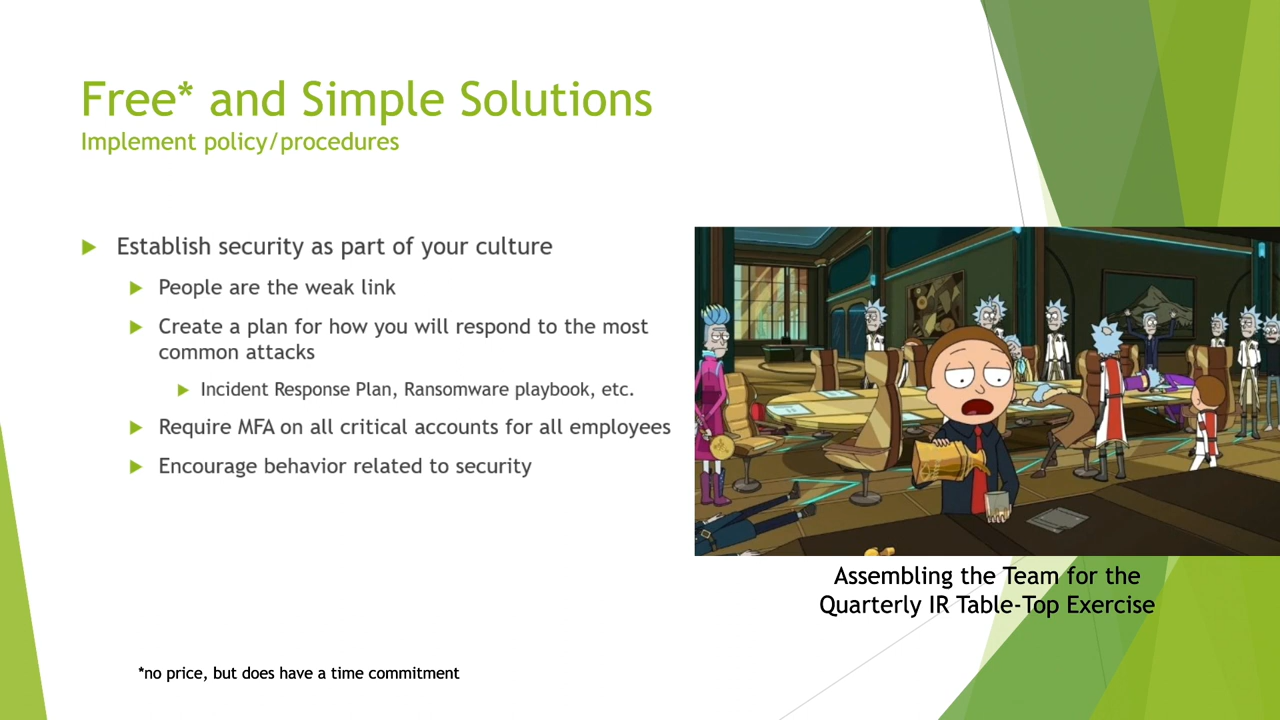 Free* and Simple Solutions
Implement policy/procedures
Establish security as part of your culture
People are the weak link
Create a plan for how you will respond to the most
common attacks
Incident Response Plan, Ransomware playbook, etc.
Require MFA on all critical accounts for all employees
Encourage behavior related to security
Assembling the Team for the
Quarterly IR Table-Top Exercise
*no price, but does have a time commitment